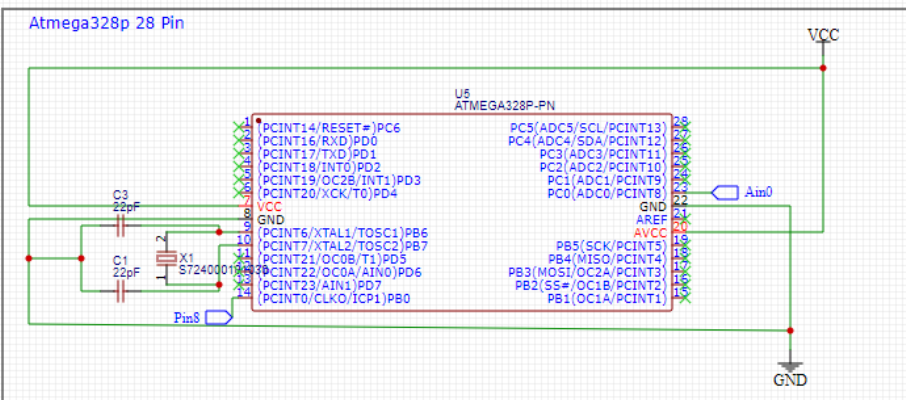 Atmega328p 28 Pin
VCC
U5
ATMEGA328P-PN
1 (PCINT14/RESET#)PC6
2 (PCINT16/RXD)PD0
3 (PCINT17/TXD)PD1
4 (PCINT18/INT0)PD2
5 (PCINT19/OC2B/INT1)PD3
6 (PCINT20/XCK/T0)PD4
7 VCC
8 GND
9 (PCINT6/XTAL1/TOSC1)PB6
10 (PCINT7/XTAL2/TOSC2)PB7
11 (PCINT21/OC0B/T1)PD5
12 (PCINT22/OC0A/AIN0)PD6
13 (PCINT23/AIN1)PD7
14 (PCINT0/CLKO/ICP1)PB0
PC5(ADC5/SCL/PCINT13) 28
PC4(ADC4/SDA/PCINT12) 27
PC3(ADC3/PCINT11) 26
PC2(ADC2/PCINT10) 25
PC1(ADC1/PCINT9) 24
PC0(ADC0/PCINT8) 23
GND 22
AREF 21
AVCC 20
PB5(SCK/PCINT5) 19
PB4(MISO/PCINT4) 18
PB3(MOSI/OC2A/PCINT3) 17
PB2(SS#/OC1B/PCINT2) 16
PB1(OC1A/PCINT1) 15
Ain0
C3
22pF
C1
22pF
2
X1
1
Pin8
GND